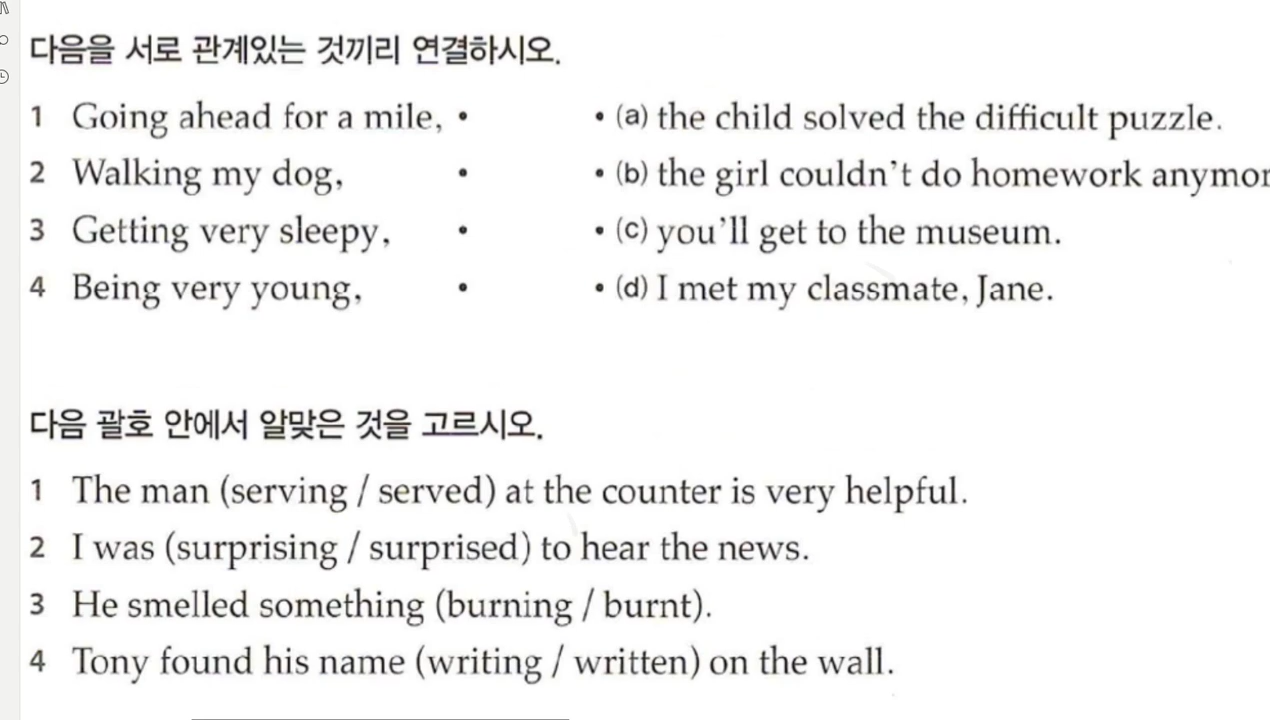 다음을 서로 관계있는 것끼리 연결하시오.
1 Going ahead for a mile, • • (a) the child solved the difficult puzzle.
2 Walking my dog, • • (b) the girl couldn't do homework
3 Getting very sleepy, • • (c) you'll get to the museum.
4 Being very young, • • (d) I met my classmate, Jane.
다음 괄호 안에서 알맞은 것을 고르시오.
1 The man (serving / served) at the counter is very helpful.
2 I was (surprising / surprised) to hear the news.
3 He smelled something (burning / burnt).
4 Tony found his name (writing / written) on the wall.